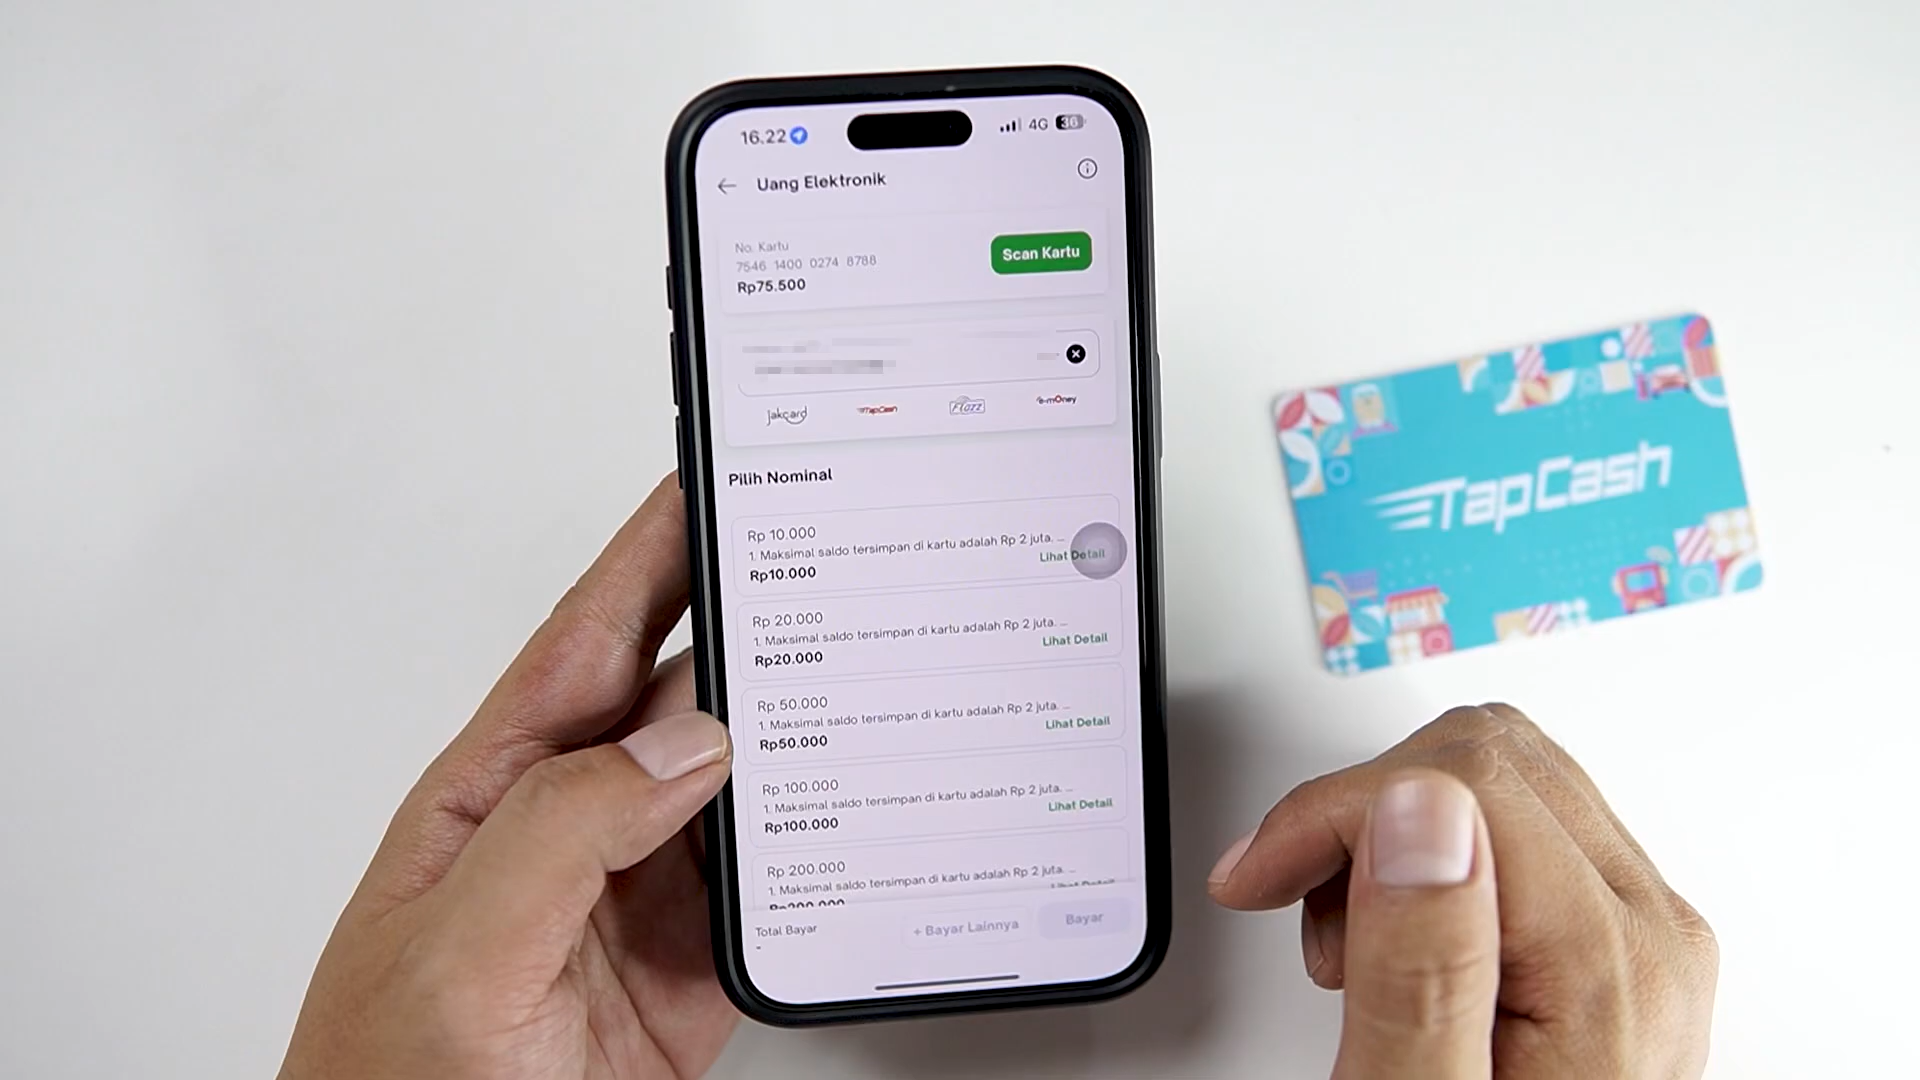 16.22
4G 36
Uang Elektronik
No. Kartu
7546 1400 0274 8788
Rp75.500
Scan Kartu
jakcard
TapCash
Flazz
e-mOney
Pilih Nominal
Rp 10.000
1. Maksimal saldo tersimpan di kartu adalah Rp 2 juta. ...
Lihat Detail
Rp10.000
Rp 20.000
1. Maksimal saldo tersimpan di kartu adalah Rp 2 juta. ...
Lihat Detail
Rp20.000
Rp 50.000
1. Maksimal saldo tersimpan di kartu adalah Rp 2 juta. ...
Lihat Detail
Rp50.000
Rp 100.000
1. Maksimal saldo tersimpan di kartu adalah Rp 2 juta. ...
Lihat Detail
Rp100.000
Rp 200.000
1. Maksimal saldo tersimpan di kartu adalah Rp 2 juta. ...
Lihat Detail
Rp200.000
Total Bayar
-
+ Bayar Lainnya
Bayar
TapCash